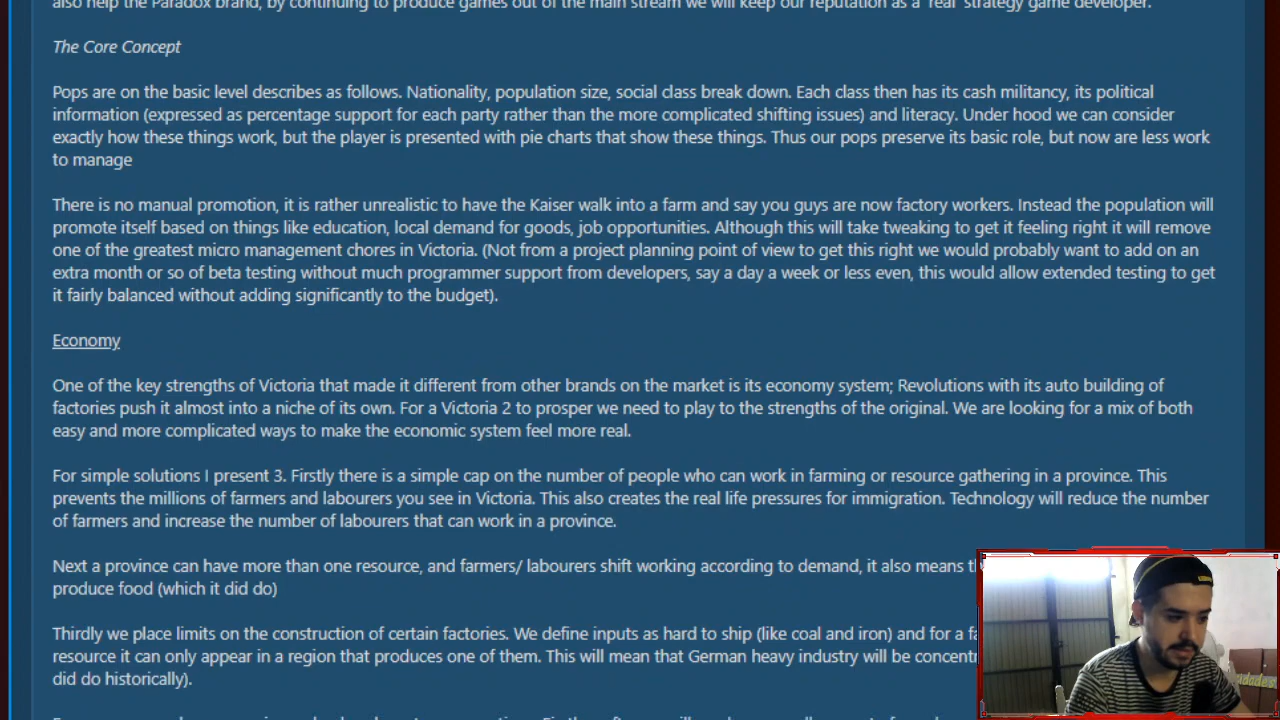 also help the Paradox brand, by continuing to produce games out of the main stream we will keep our reputation as a 'real' strategy game developer.
The Core Concept
Pops are on the basic level describes as follows. Nationality, population size, social class break down. Each class then has its cash militancy, its political
information (expressed as percentage support for each party rather than the more complicated shifting issues) and literacy. Under hood we can consider
exactly how these things work, but the player is presented with pie charts that show these things. Thus our pops preserve its basic role, but now are less work
to manage
There is no manual promotion, it is rather unrealistic to have the Kaiser walk into a farm and say you guys are now factory workers. Instead the population will
promote itself based on things like education, local demand for goods, job opportunities. Although this will take tweaking to get it feeling right it will remove
one of the greatest micro management chores in Victoria. (Not from a project planning point of view to get this right we would probably want to add on an
extra month or so of beta testing without much programmer support from developers, say a day a week or less even, this would allow extended testing to get
it fairly balanced without adding significantly to the budget).
Economy
One of the key strengths of Victoria that made it different from other brands on the market is its economy system; Revolutions with its auto building of
factories push it almost into a niche of its own. For a Victoria 2 to prosper we need to play to the strengths of the original. We are looking for a mix of both
easy and more complicated ways to make the economic system feel more real.
For simple solutions I present 3. Firstly there is a simple cap on the number of people who can work in farming or resource gathering in a province. This
prevents the millions of farmers and labourers you see in Victoria. This also creates the real life pressures for immigration. Technology will reduce the number
of farmers and increase the number of labourers that can work in a province.
Next a province can have more than one resource, and farmers/ labourers shift working according to demand, it also means
produce food (which it did do)
Thirdly we place limits on the construction of certain factories. We define inputs as hard to ship (like coal and iron) and for a
resource it can only appear in a region that produces one of them. This will mean that German heavy industry will be
did do historically).